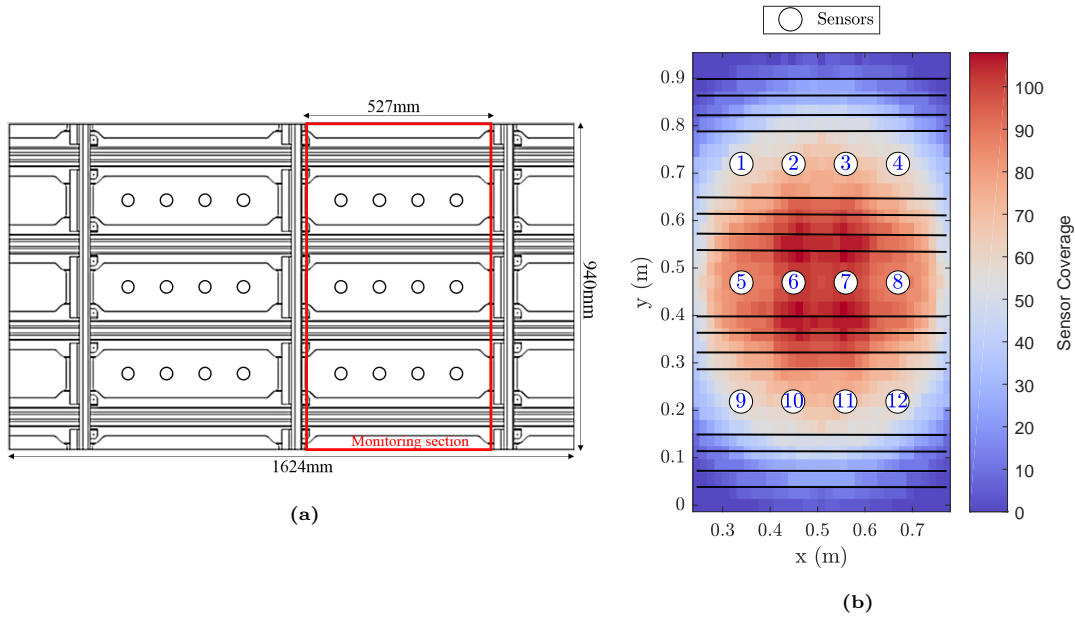 527mm
940mm
Monitoring section
1624mm
(a)
Sensors
0.9
0.8
0.7
0.6
0.5
0.4
0.3
0.2
0.1
0
y (m)
1 2 3 4
5 6 7 8
9 10 11 12
0.3 0.4 0.5 0.6 0.7
x (m)
100
90
80
70
60
50
40
30
20
10
0
Sensor Coverage
(b)